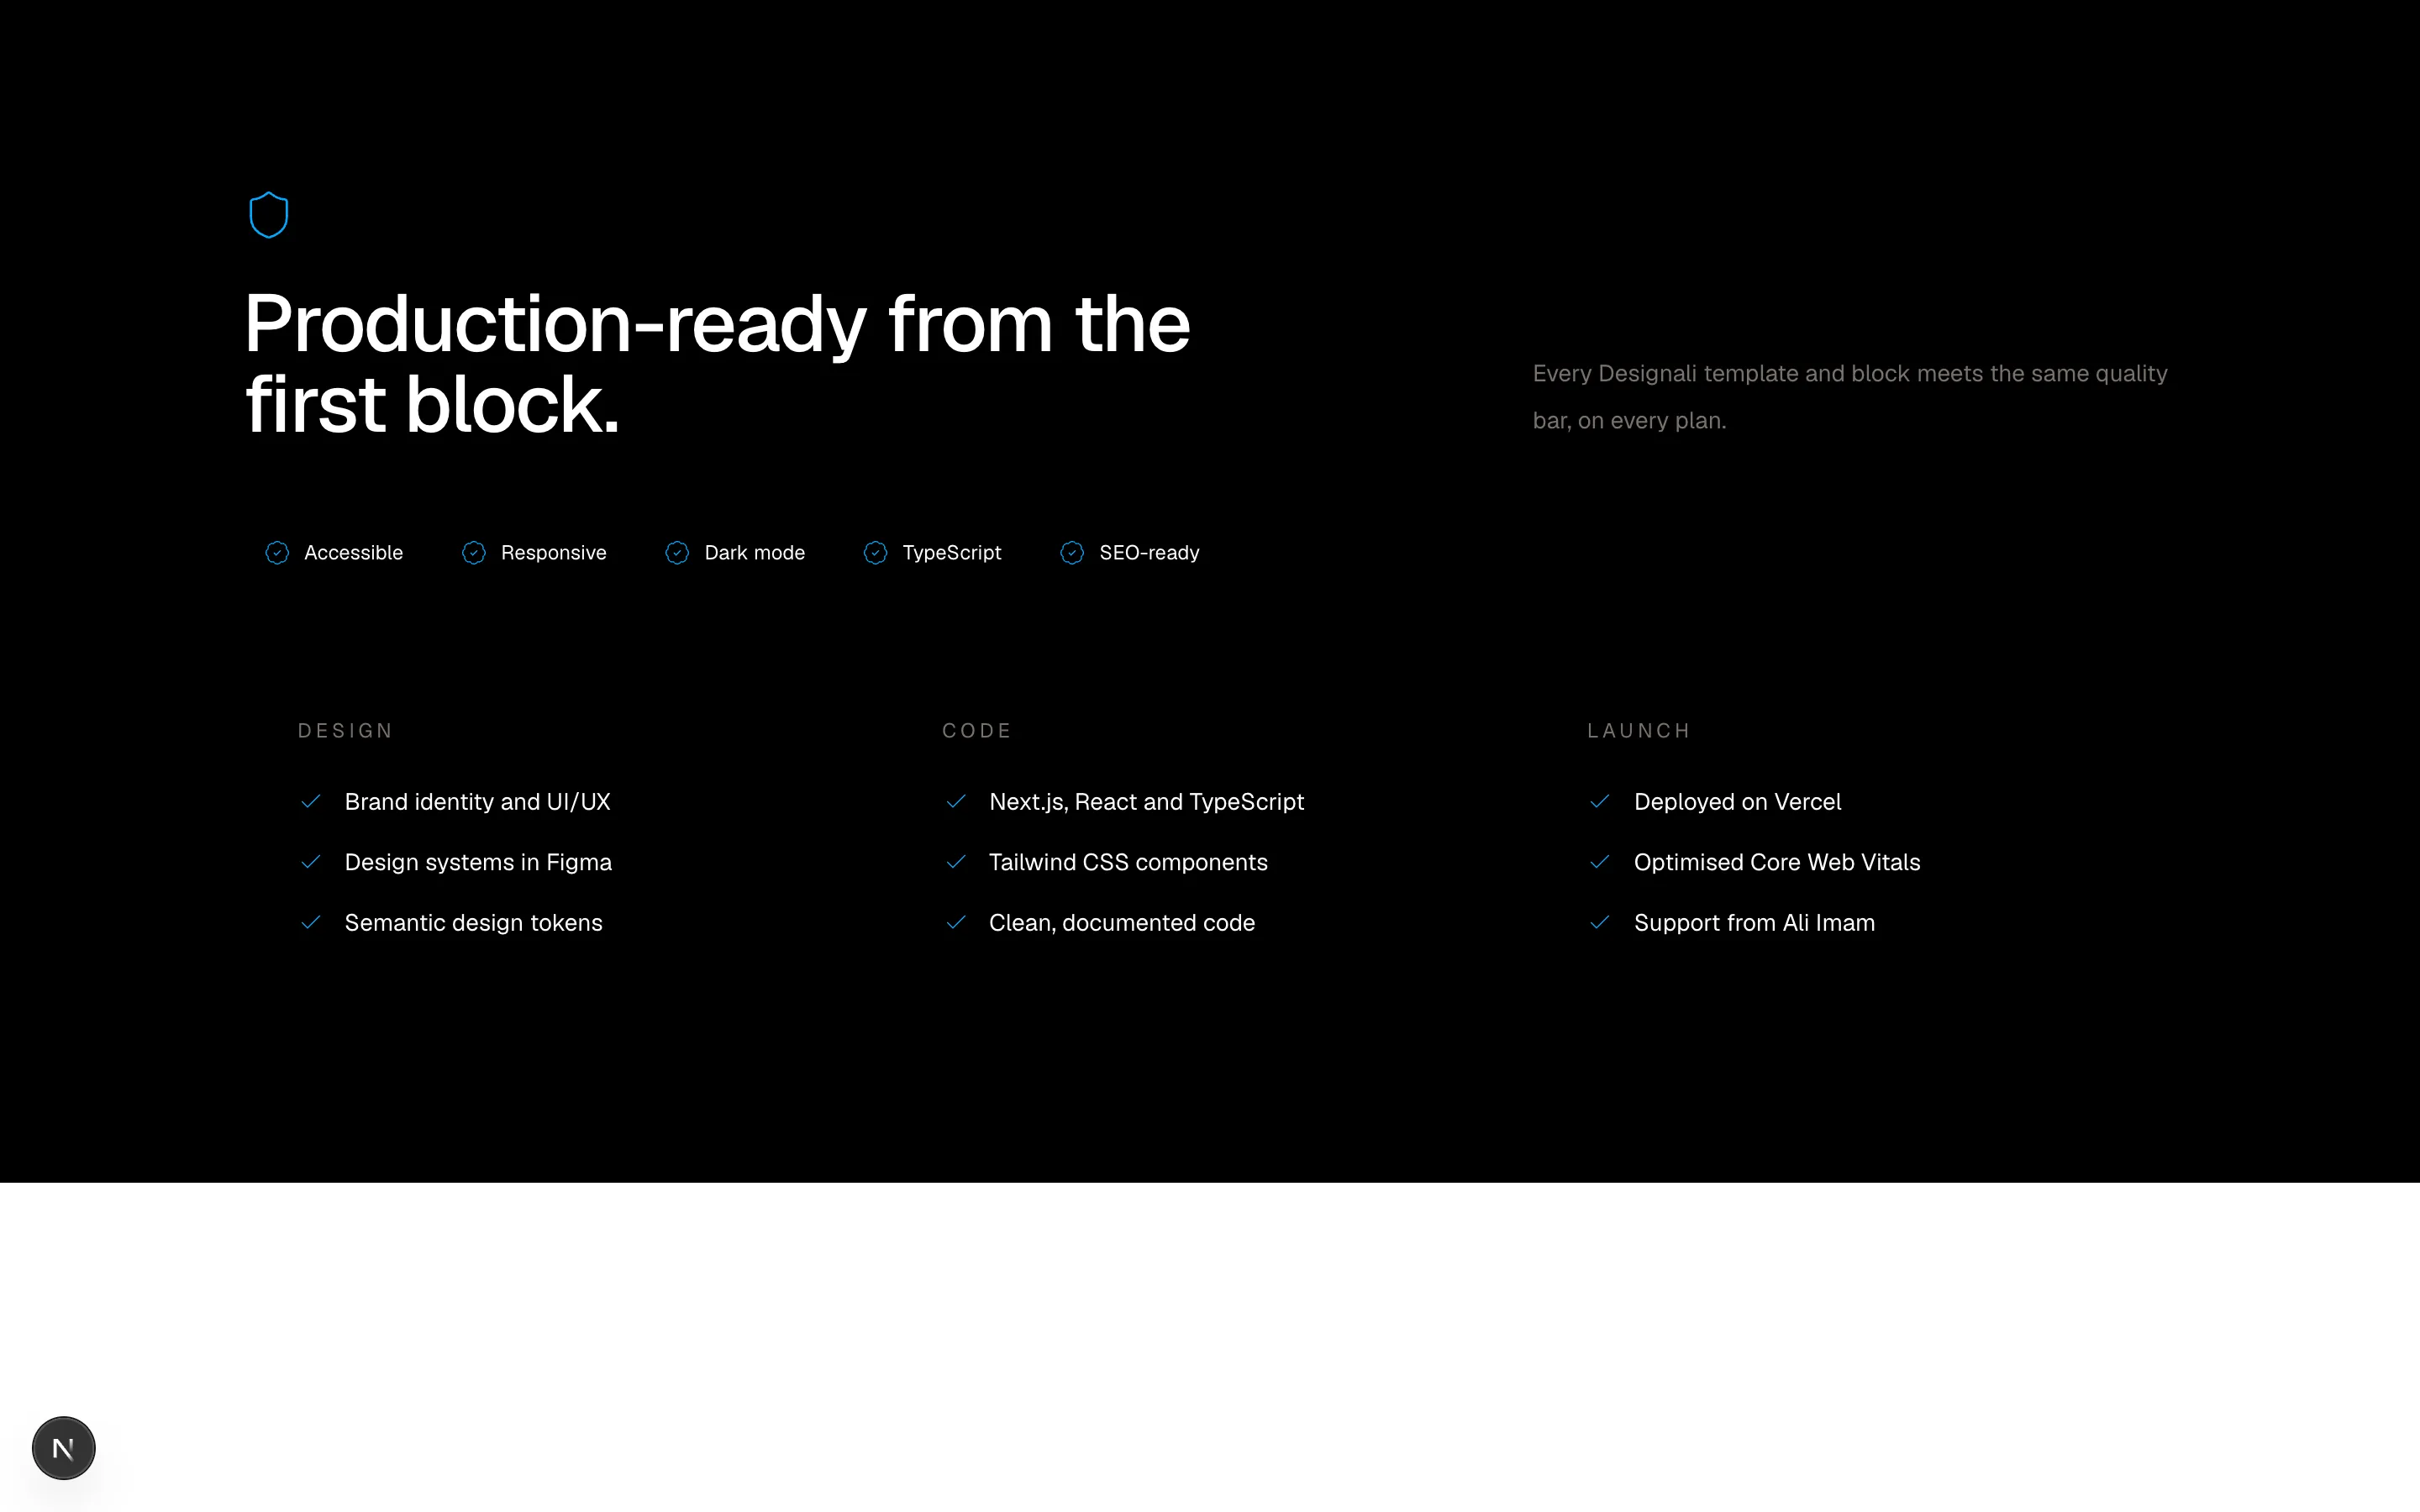 Production-ready from the
first block.
Every Designali template and block meets the same quality
bar, on every plan.
Accessible
Responsive
Dark mode
TypeScript
SEO-ready
DESIGN
Brand identity and UI/UX
Design systems in Figma
Semantic design tokens
CODE
Next.js, React and TypeScript
Tailwind CSS components
Clean, documented code
LAUNCH
Deployed on Vercel
Optimised Core Web Vitals
Support from Ali Imam
N